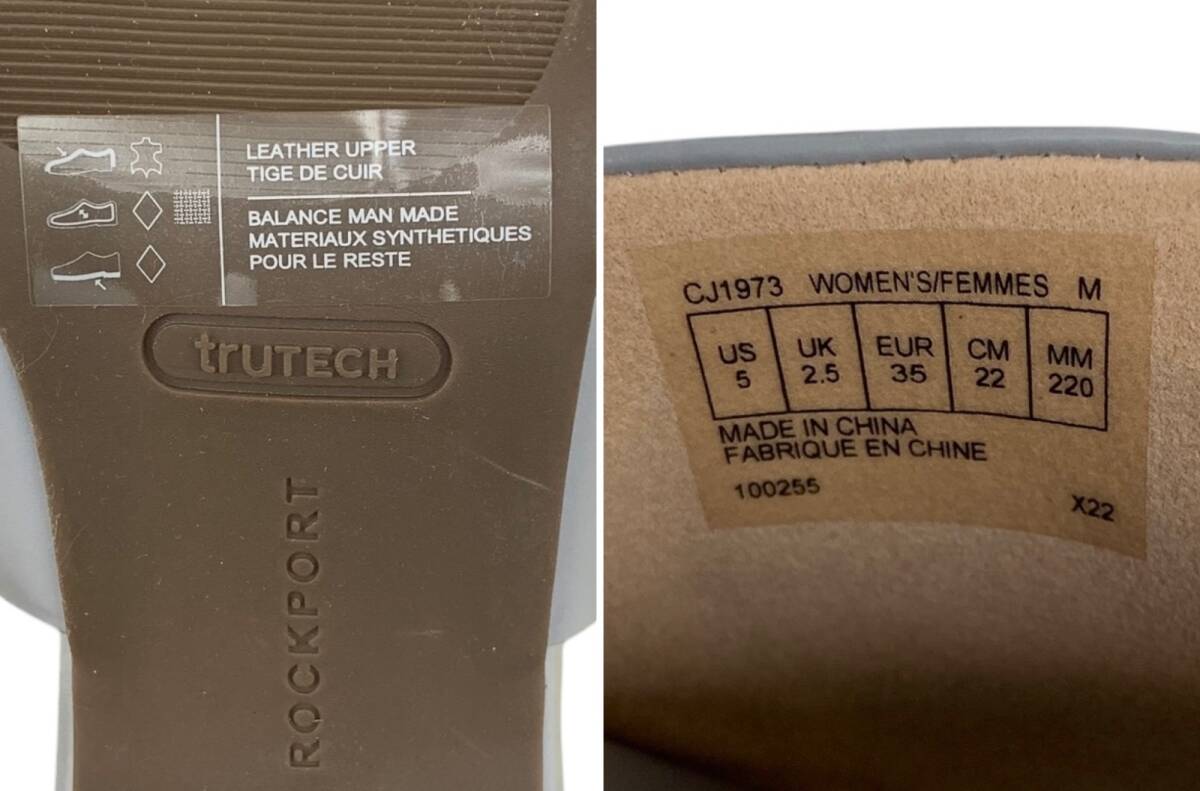 LEATHER UPPER
TIGE DE CUIR
BALANCE MAN MADE
MATERIAUX SYNTHETIQUES
POUR LE RESTE
trUTECH
ROCKPORT
CJ1973 WOMEN'S/FEMMES M
US UK EUR CM MM
5 2.5 35 22 220
MADE IN CHINA
FABRIQUE EN CHINE
100255 X22